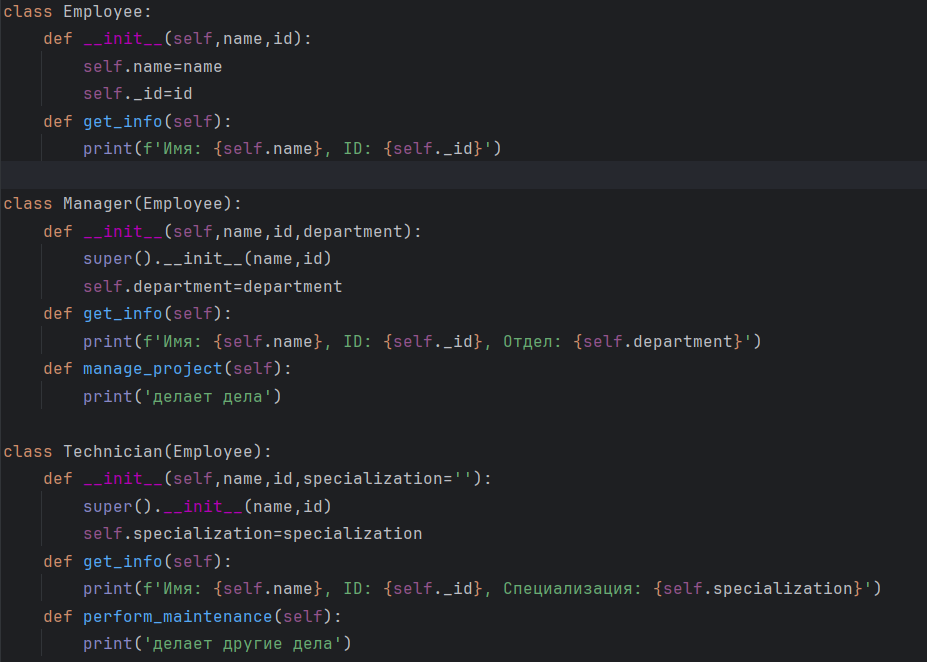 class Employee:
    def __init__(self,name,id):
        self.name=name
        self._id=id
    def get_info(self):
        print(f'Имя: {self.name}, ID: {self._id}')
class Manager(Employee):
    def __init__(self,name,id,department):
        super().__init__(name,id)
        self.department=department
    def get_info(self):
        print(f'Имя: {self.name}, ID: {self._id}, Отдел: {self.department}')
    def manage_project(self):
        print('делает дела')
class Technician(Employee):
    def __init__(self,name,id,specialization=''):
        super().__init__(name,id)
        self.specialization=specialization
    def get_info(self):
        print(f'Имя: {self.name}, ID: {self._id}, Специализация: {self.specialization}')
    def perform_maintenance(self):
        print('делает другие дела')